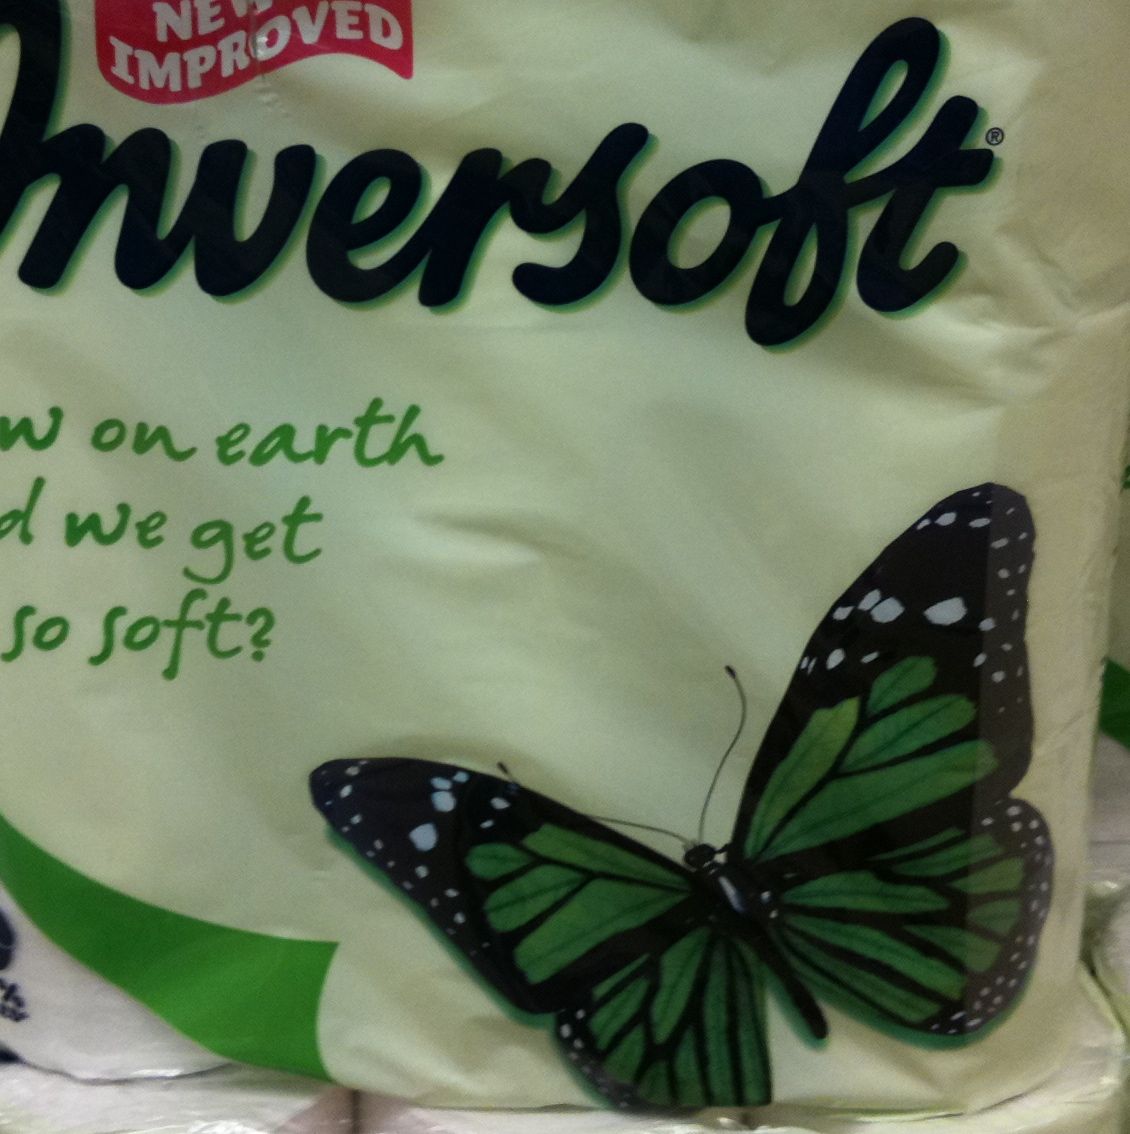 NEW
IMPROVED
nversoft®
w on earth
d we get
so soft?